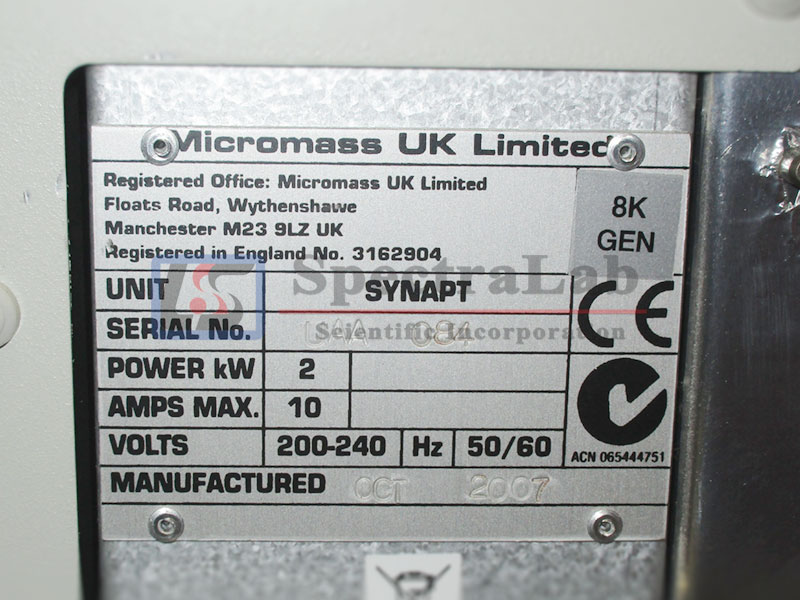 Micromass UK Limited
Registered Office: Micromass UK Limited
Floats Road, Wythenshawe
Manchester M23 9LZ UK
Registered in England No. 3162904
8K
GEN
UNIT SYNAPT
SpectraLab
Scientific Incorporation
SERIAL No. 084
CE
POWER kW 2
AMPS MAX. 10
VOLTS 200-240 Hz 50/60
ACN 065444751
MANUFACTURED OCT 2007